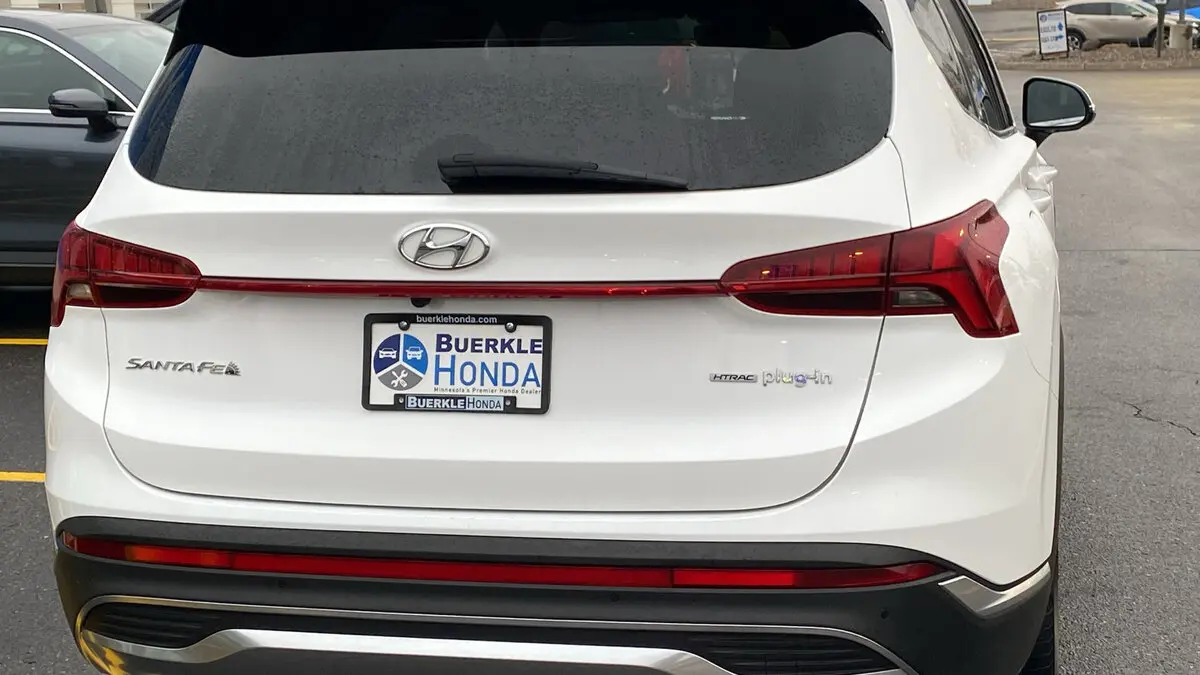 buerklehonda.com
BUERKLE
HONDA
Minnesota's Premier Honda Dealer
BUERKLE HONDA
SANTA FE
HTRAC plug-in